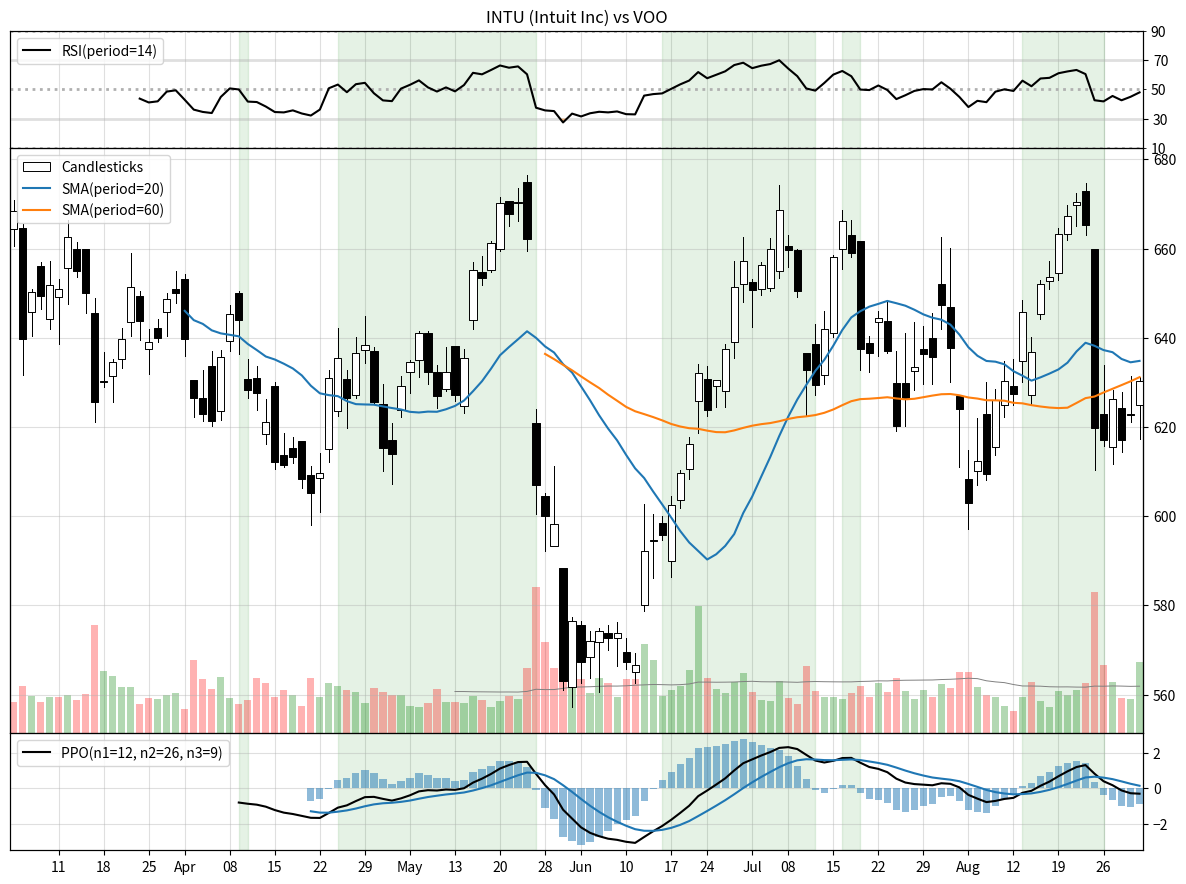 INTU (Intuit Inc) vs VOO
RSI(period=14)
90
70
50
30
10
Candlesticks
SMA(period=20)
SMA(period=60)
680
660
640
620
600
580
560
PPO(n1=12, n2=26, n3=9)
2
0
−2
11 18 25 Apr 08 15 22 29 May 13 20 28 Jun 10 17 24 Jul 08 15 22 29 Aug 12 19 26